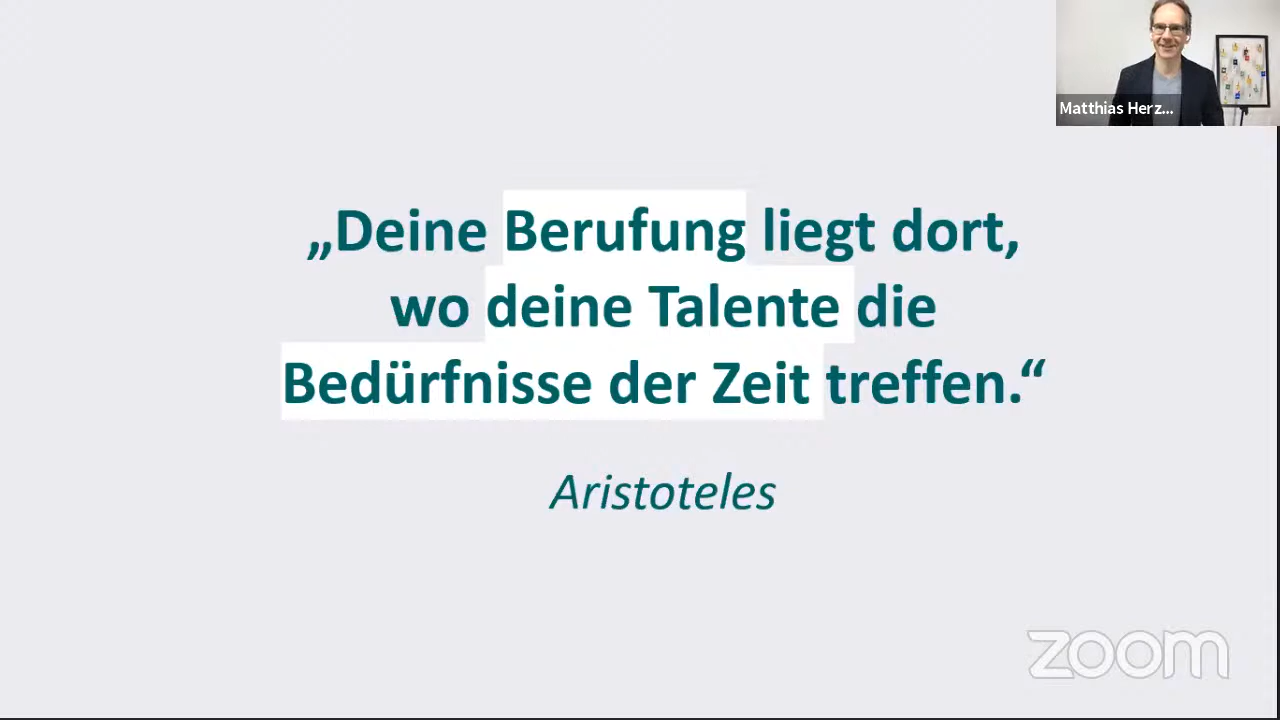 Matthias Herz...
„Deine Berufung liegt dort,
wo deine Talente die
Bedürfnisse der Zeit treffen.“
Aristoteles
zoom